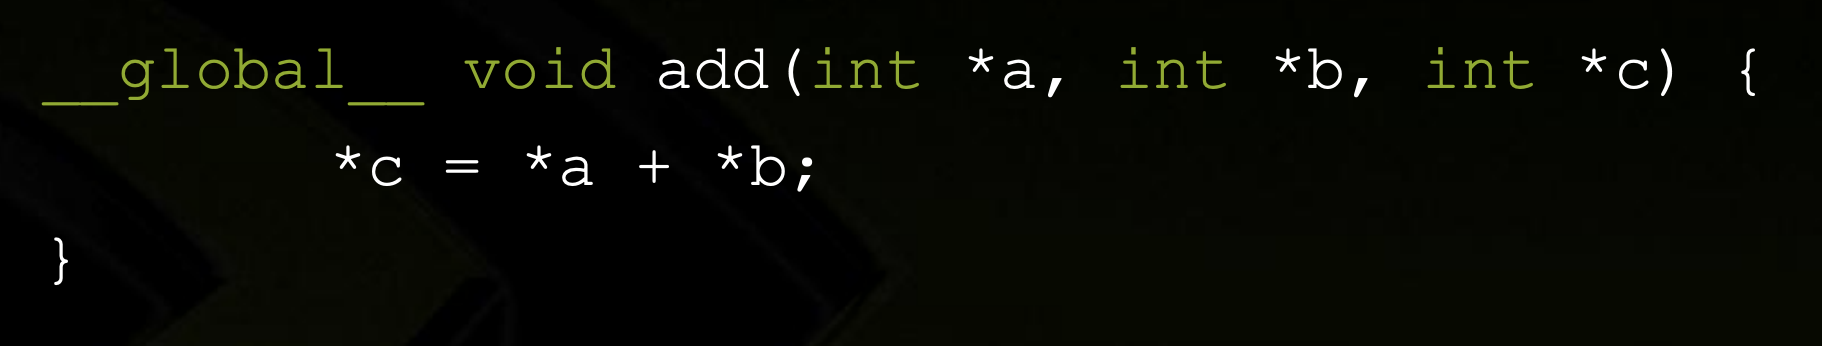 __global__ void add(int *a, int *b, int *c) {
*c = *a + *b;
}